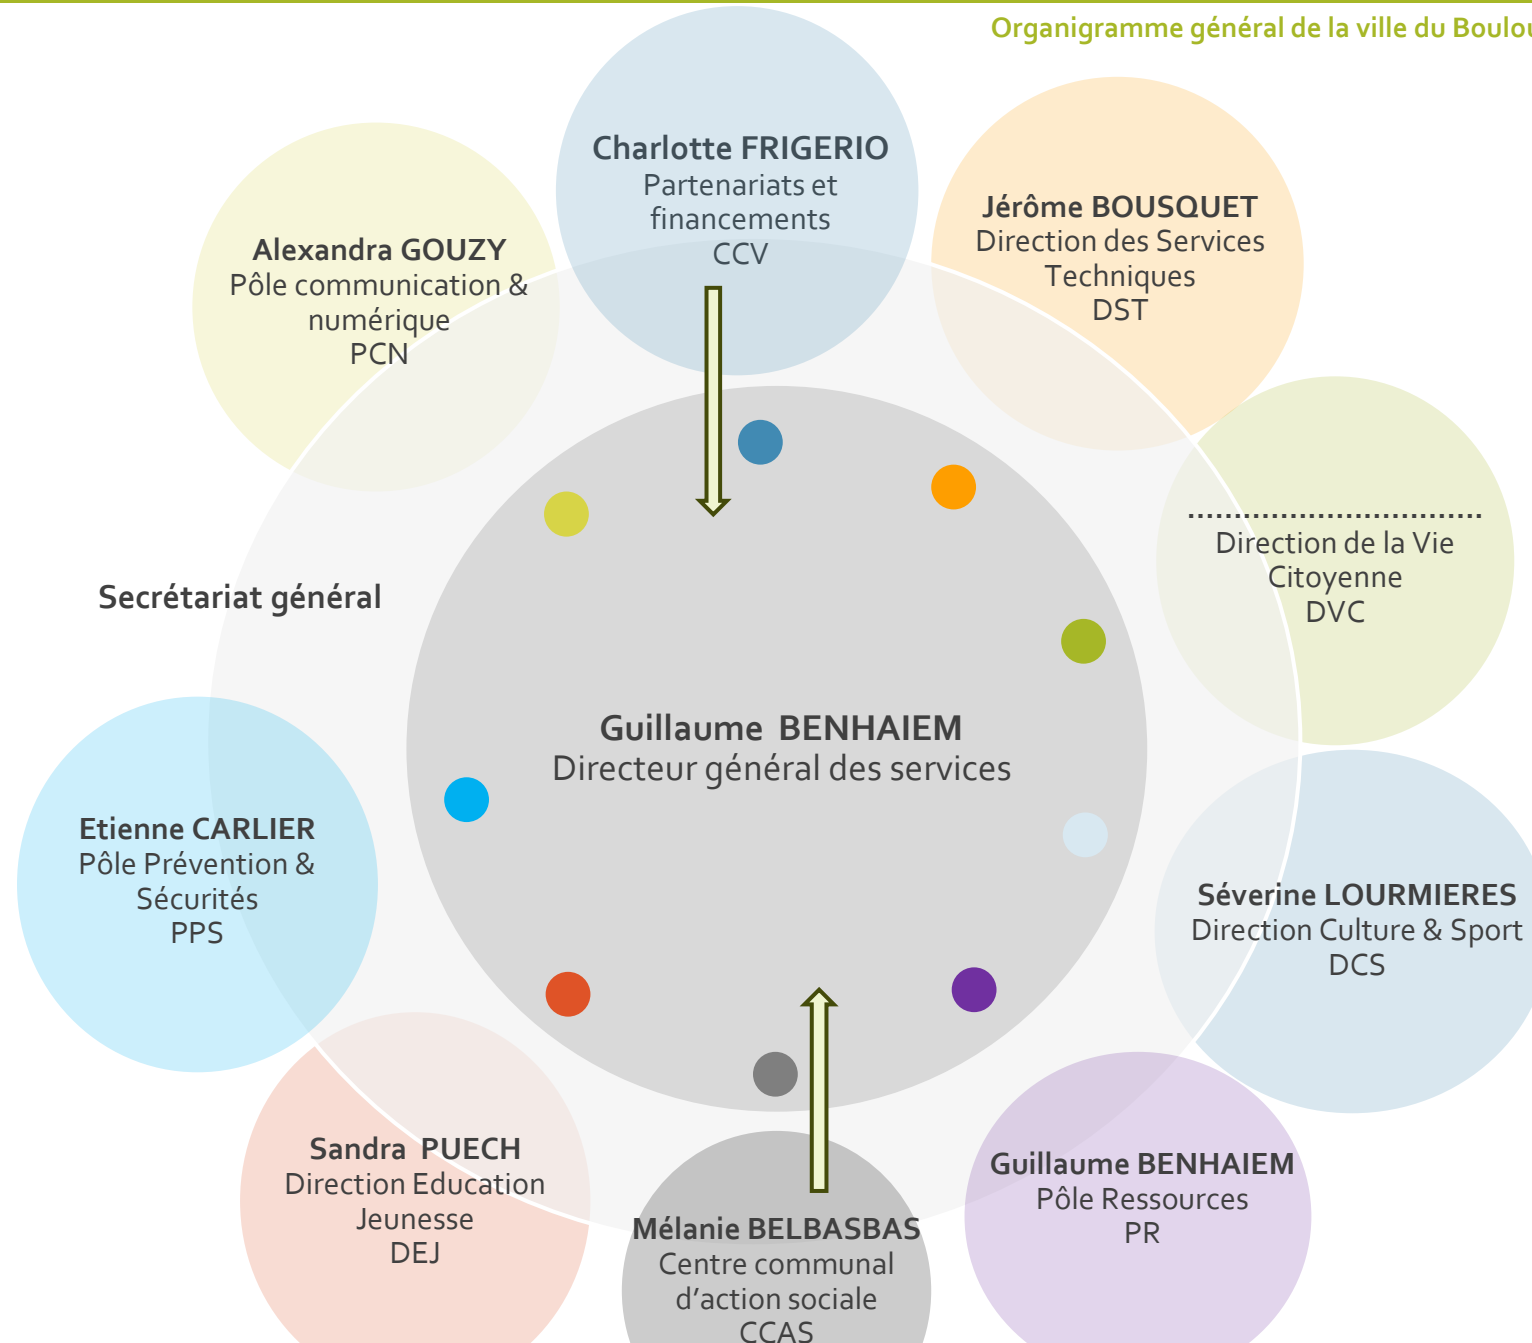 Organigramme général de la ville du Boulou
Charlotte FRIGERIO
Partenariats et
financements
CCV
Jérôme BOUSQUET
Direction des Services
Techniques
DST
Alexandra GOUZY
Pôle communication &
numérique
PCN
................................
Direction de la Vie
Citoyenne
DVC
Secrétariat général
Guillaume BENHAIEM
Directeur général des services
Etienne CARLIER
Pôle Prévention &
Sécurités
PPS
Séverine LOURMIERES
Direction Culture & Sport
DCS
Sandra PUECH
Direction Education
Jeunesse
DEJ
Guillaume BENHAIEM
Pôle Ressources
PR
Mélanie BELBASBAS
Centre communal
d'action sociale
CCAS